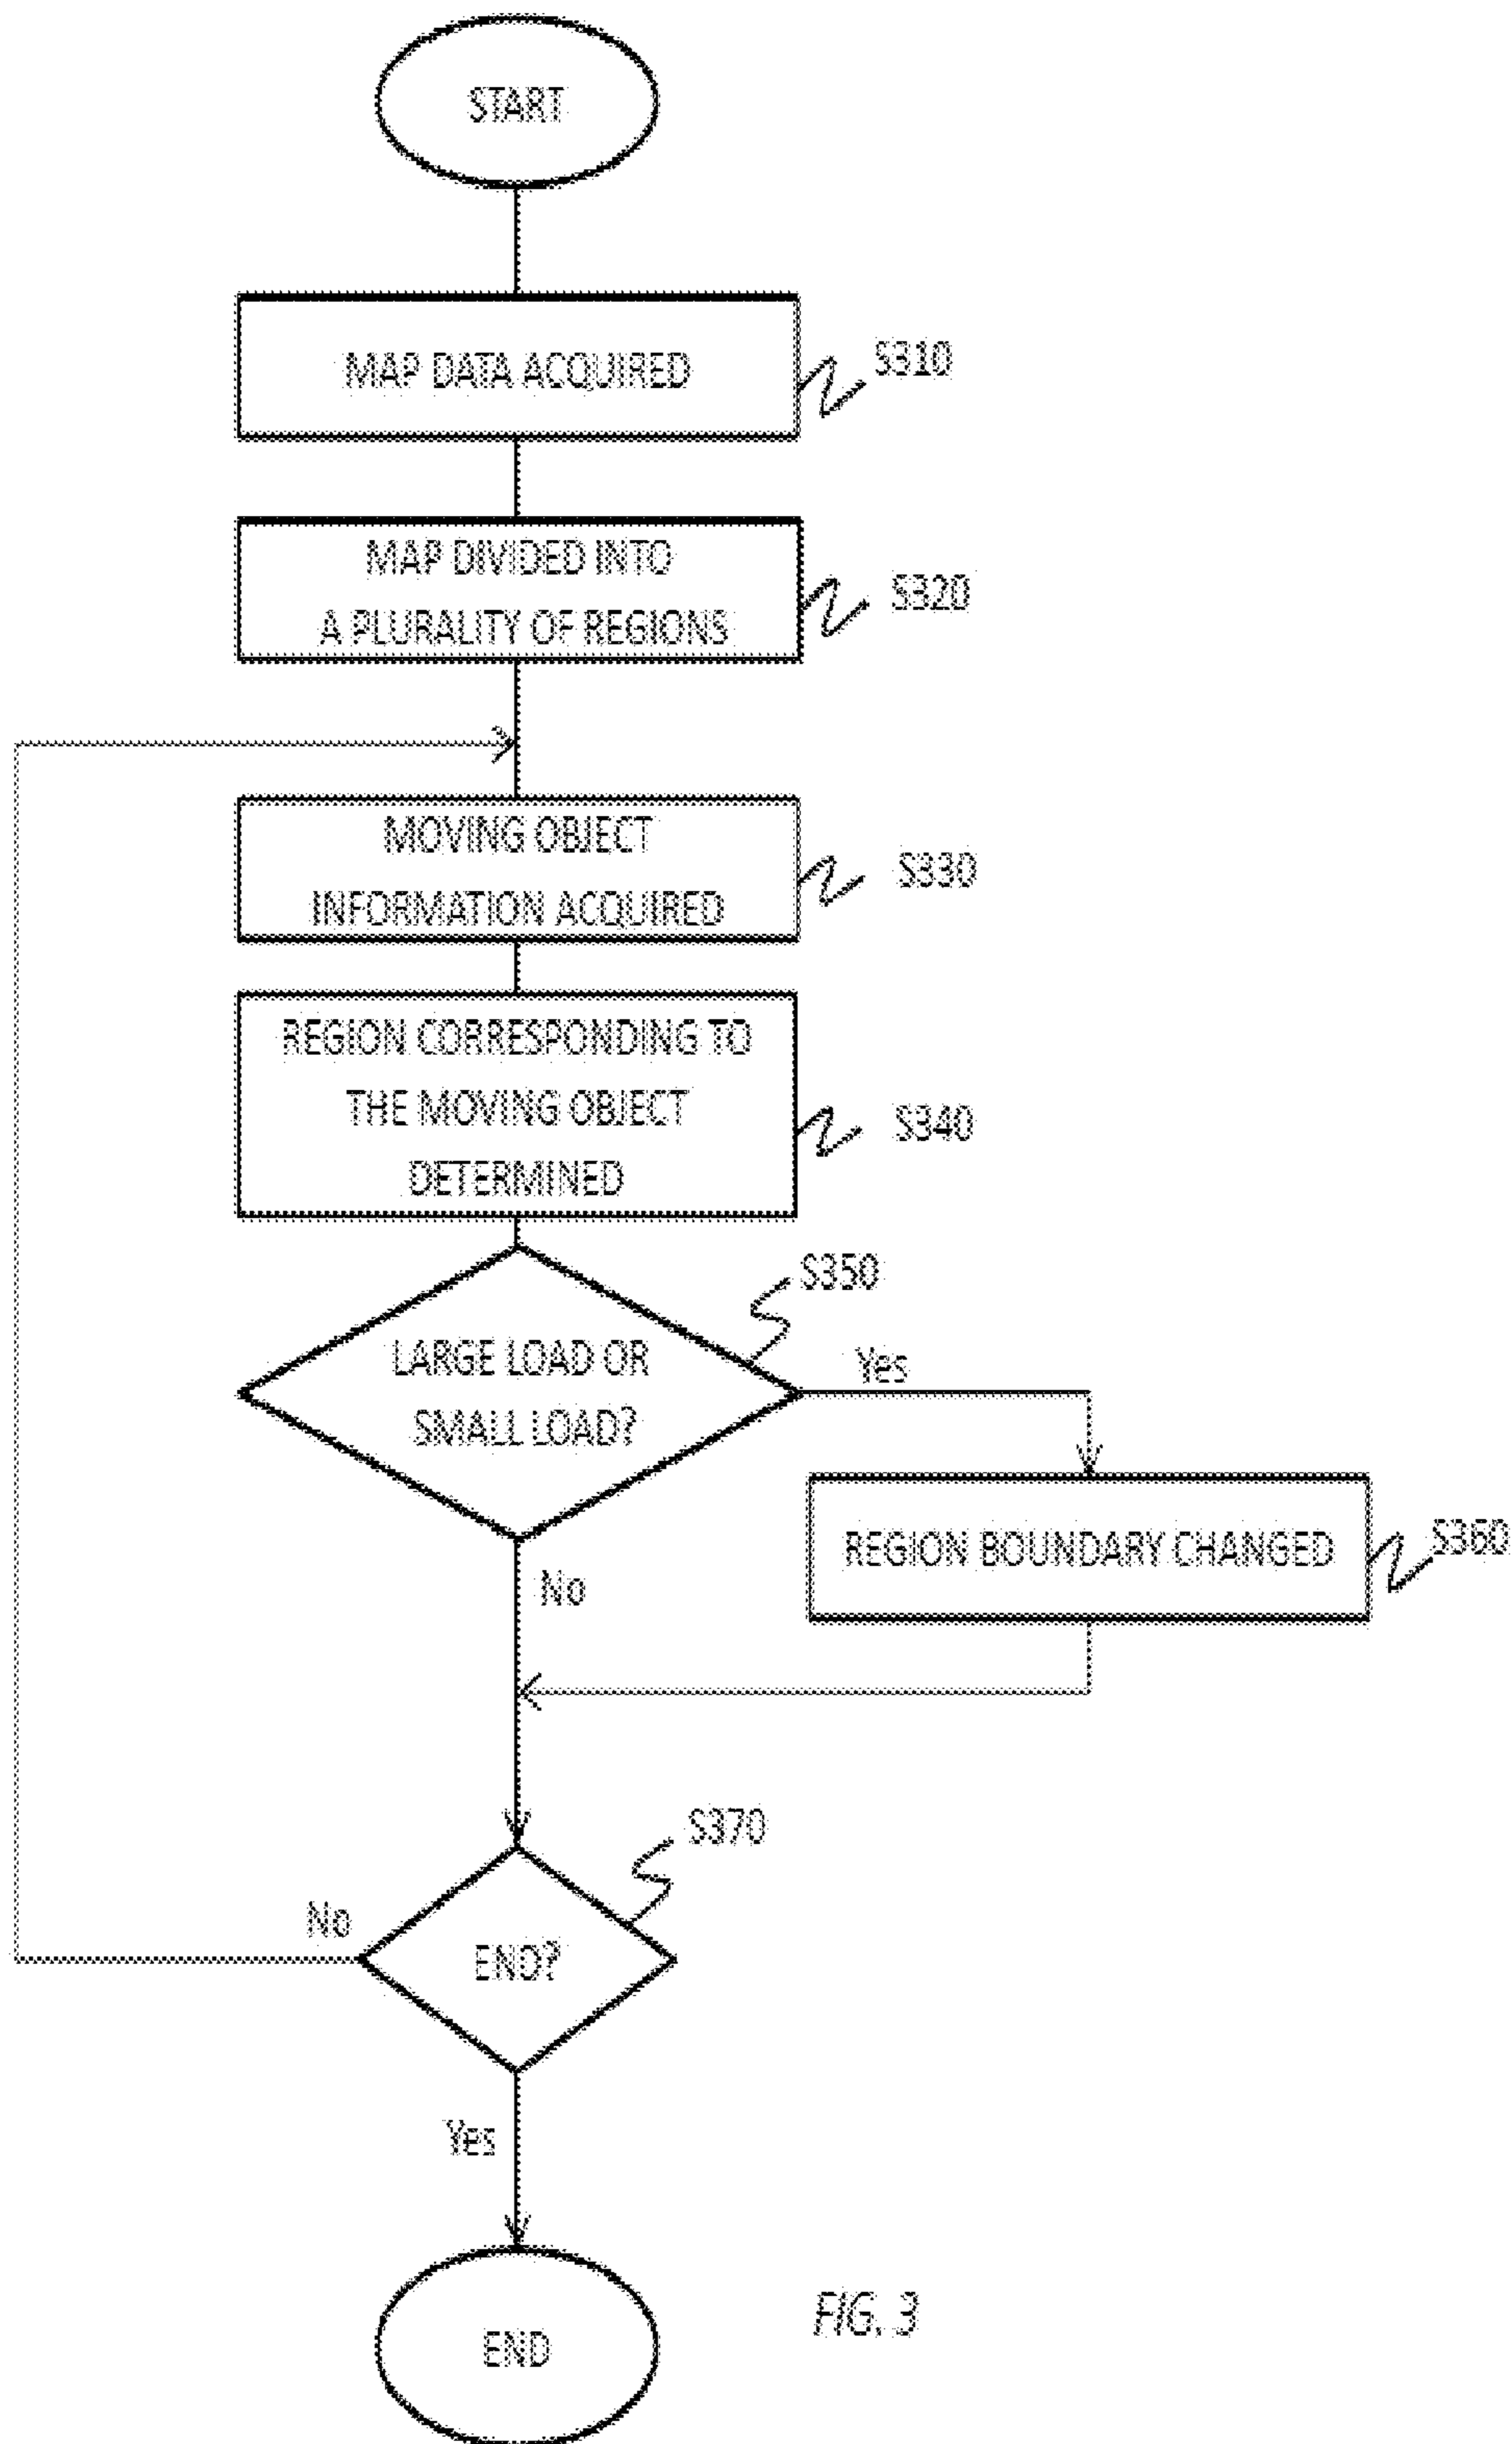 START
MAP DATA ACQUIRED
S310
MAP DIVIDED INTO
A PLURALITY OF REGIONS
S320
MOVING OBJECT
INFORMATION ACQUIRED
S330
REGION CORRESPONDING TO
THE MOVING OBJECT
DETERMINED
S340
S350
LARGE LOAD OR
SMALL LOAD?
Yes
REGION BOUNDARY CHANGED
S360
No
S370
No
END?
Yes
END
FIG. 3